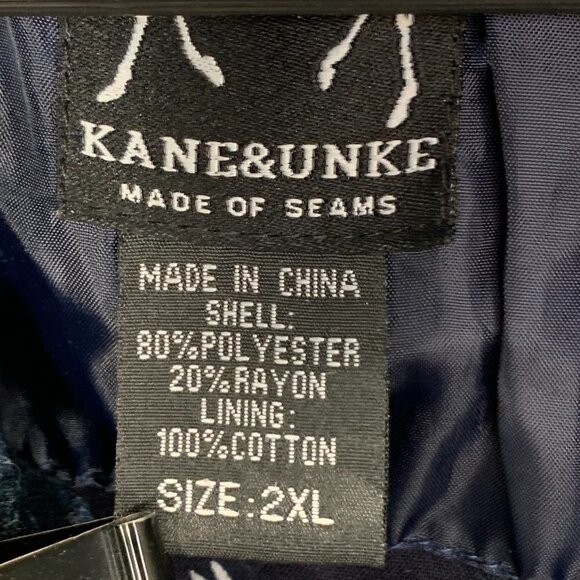 KANE&UNKE
MADE OF SEAMS
MADE IN CHINA
SHELL:
80%POLYESTER
20%RAYON
LINING:
100%COTTON
SIZE:2XL